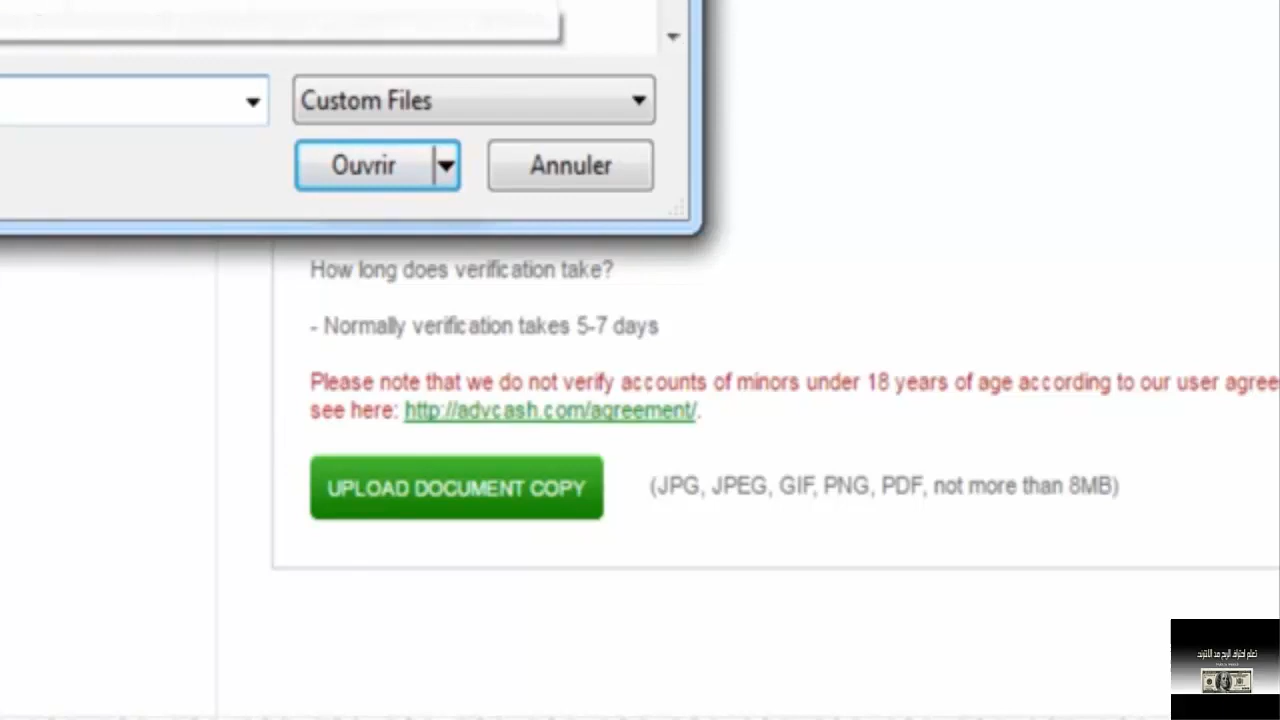 Custom Files
Ouvrir
Annuler
How long does verification take?
- Normally verification takes 5-7 days
Please note that we do not verify accounts of minors under 18 years of age according to our user agree
see here: http://advcash.com/agreement/.
UPLOAD DOCUMENT COPY
(JPG, JPEG, GIF, PNG, PDF, not more than 8MB)